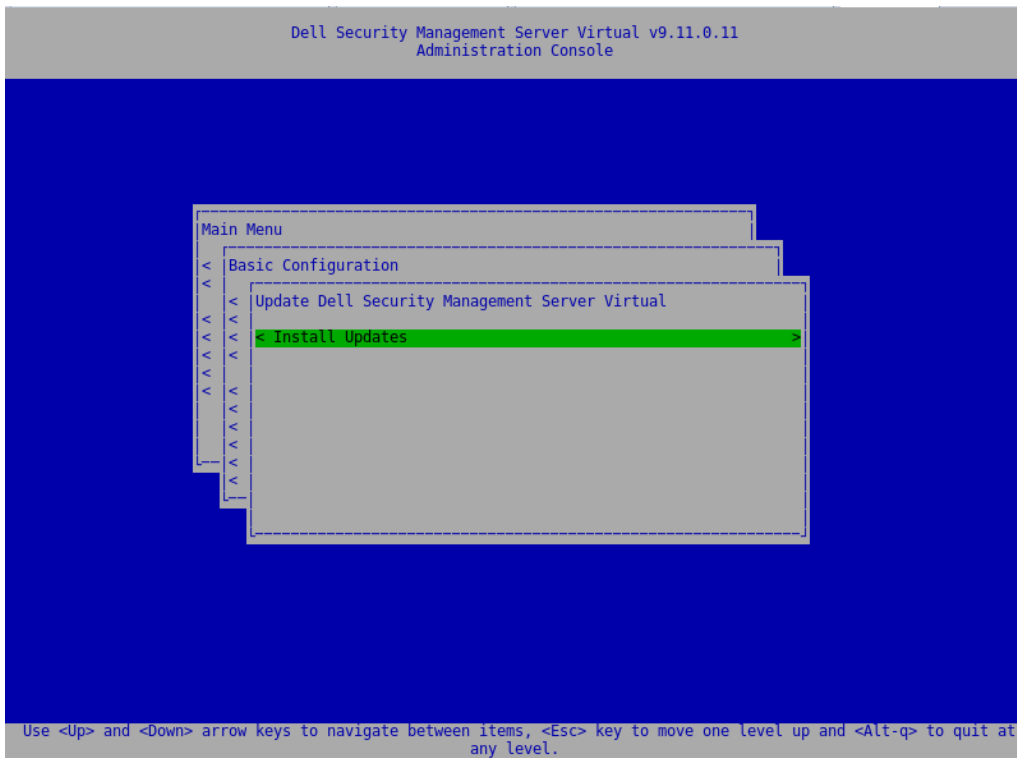 Dell Security Management Server Virtual v9.11.0.11
Administration Console
Main Menu
< Basic Configuration
<
< Update Dell Security Management Server Virtual
< <
< < < Install Updates >
< <
<
< <
<
<
<
<
<
Use <Up> and <Down> arrow keys to navigate between items, <Esc> key to move one level up and <Alt-q> to quit at
any level.